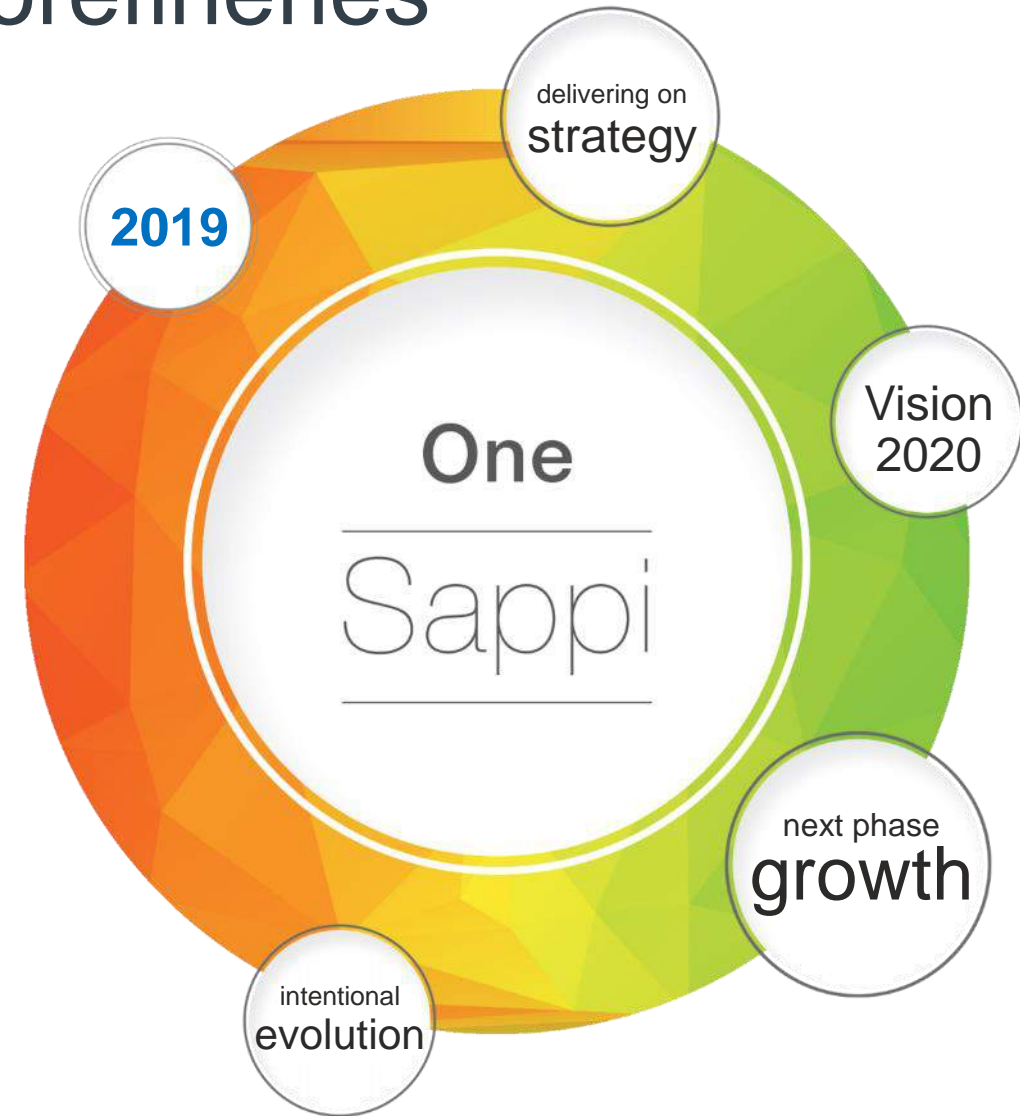 delivering on
strategy
2019
Vision
2020
One
Sappi
next phase
growth
intentional
evolution